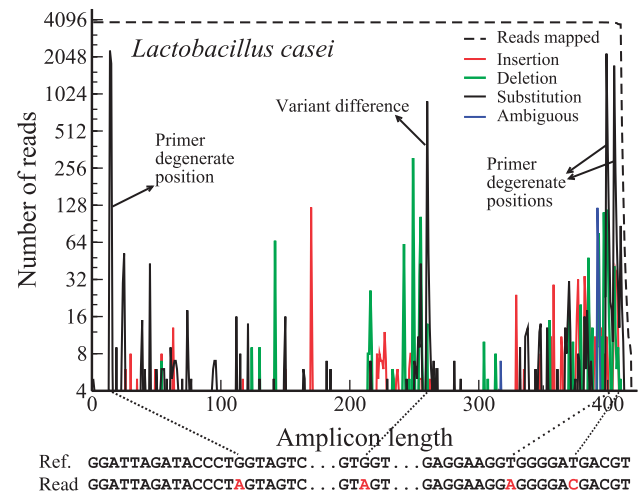 4096
2048
1024
512
256
128
64
32
16
8
4
Number of reads
Lactobacillus casei
Reads mapped
Insertion
Deletion
Substitution
Ambiguous
Primer
degenerate
position
Variant difference
Primer
degerenate
positions
0 100 200 300 400
Amplicon length
Ref. GGATTAGATACCCTGGTAGTC...GTGGT...GAGGAAGGTGGGGATGACGT
Read GGATTAGATACCCTAGTAGTC...GTAGT...GAGGAAGGAGGGGACGACGT